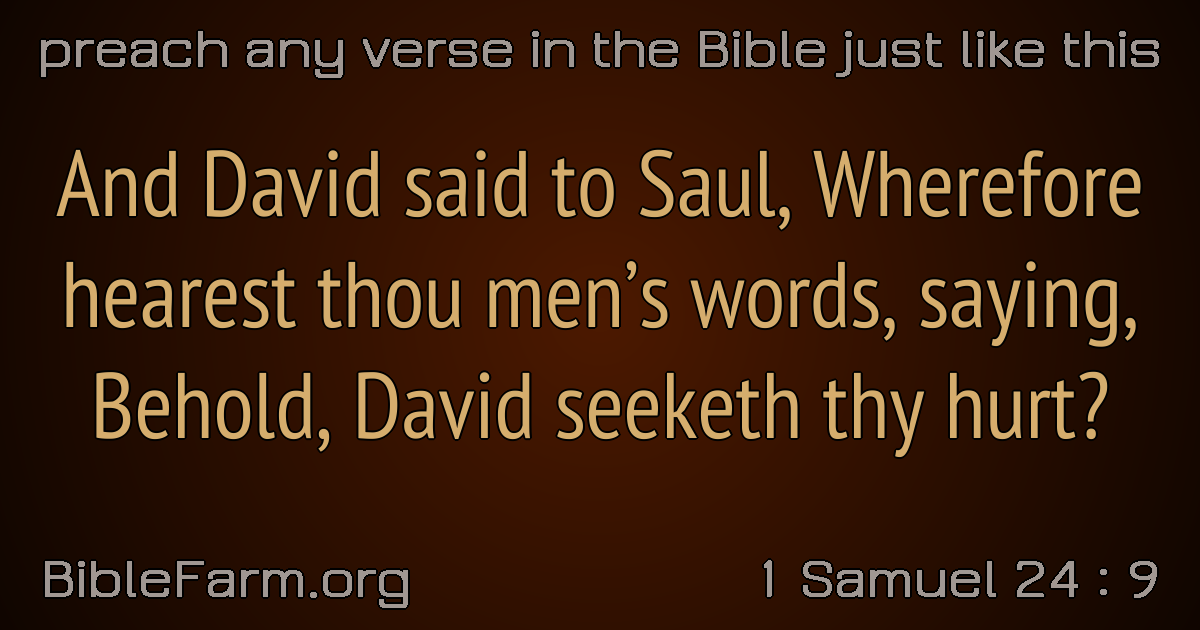 preach any verse in the Bible just like this
And David said to Saul, Wherefore
hearest thou men’s words, saying,
Behold, David seeketh thy hurt?
BibleFarm.org
1 Samuel 24 : 9